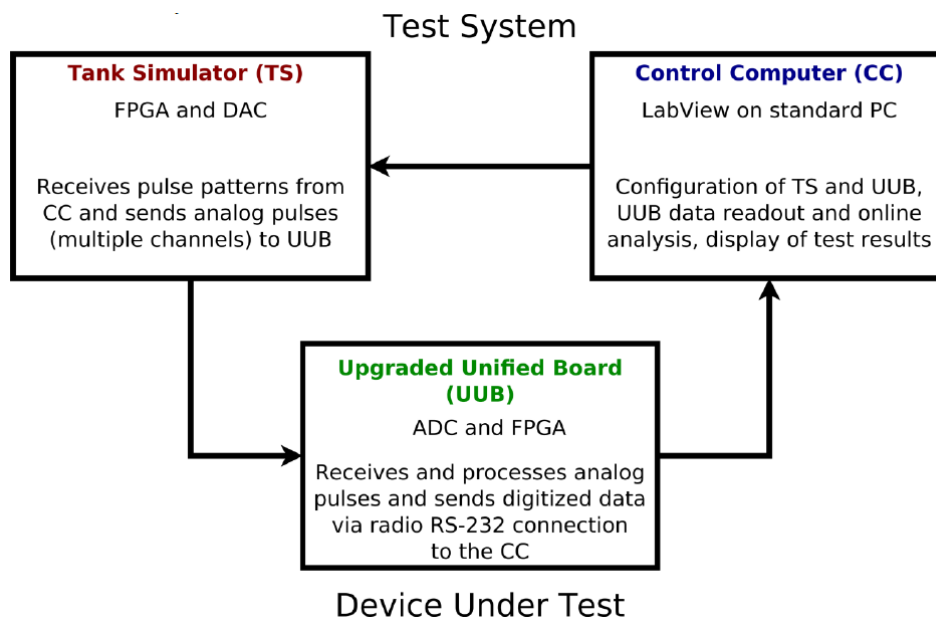 Test System
Tank Simulator (TS)
FPGA and DAC
Receives pulse patterns from
CC and sends analog pulses
(multiple channels) to UUB
Control Computer (CC)
LabView on standard PC
Configuration of TS and UUB,
UUB data readout and online
analysis, display of test results
Upgraded Unified Board
(UUB)
ADC and FPGA
Receives and processes analog
pulses and sends digitized data
via radio RS-232 connection
to the CC
Device Under Test